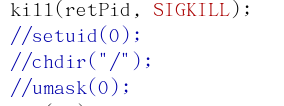 kill(retPid, SIGKILL);
//setuid(0);
//chdir("/");
//umask(0);